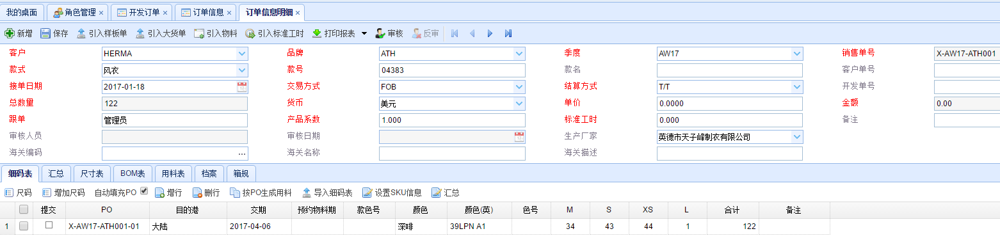 我的桌面 角色管理 × 开发订单 × 订单信息 × 订单信息明细 ×
新增 保存 引入样板单 引入大货单 引入物料 引入标准工时 打印报表 审核 反审
客户 HERMA 品牌 ATH 季度 AW17 销售单号 X-AW17-ATH001
款式 风衣 款号 04383 款名 客户单号
接单日期 2017-01-18 交易方式 FOB 结算方式 T/T 开发单号
总数量 122 货币 美元 单价 0.0000 金额 0.00
跟单 管理员 产品系数 1.000 标准工时 0.000 备注
审核人员 审核日期 生产厂家 英德市天子峰制衣有限公司
海关编码 ... 海关名称 海关描述
细码表 汇总 尺寸表 BOM表 用料表 档案 箱规
尺码 增加尺码 自动填充PO 增行 删行 按PO生成用料 导入细码表 设置SKU信息 汇总
提交 PO 目的港 交期 预约物料期 款色号 颜色 颜色(英) 色号 M S XS L 合计 备注
1 X-AW17-ATH001-01 大陆 2017-04-06 深啡 39LPN A1 34 43 44 1 122